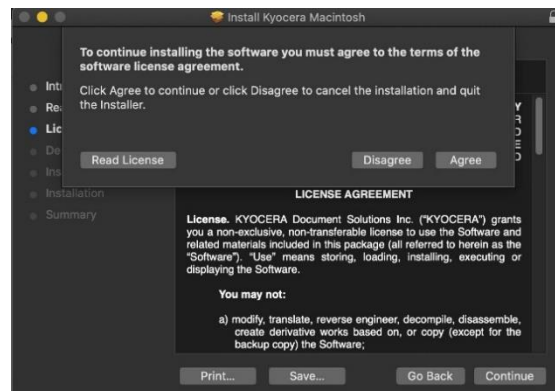 Install Kyocera Macintosh
To continue installing the software you must agree to the terms of the
software license agreement.
Click Agree to continue or click Disagree to cancel the installation and quit
the Installer.
Read License
Disagree
Agree
Installation
Summary
LICENSE AGREEMENT
License. KYOCERA Document Solutions Inc. ("KYOCERA") grants
you a non-exclusive, non-transferable license to use the Software and
related materials included in this package (all referred to herein as the
"Software"). "Use" means storing, loading, installing, executing or
displaying the Software.
You may not:
a) modify, translate, reverse engineer, decompile, disassemble,
create derivative works based on, or copy (except for the
backup copy) the Software;
Print...
Save...
Go Back
Continue